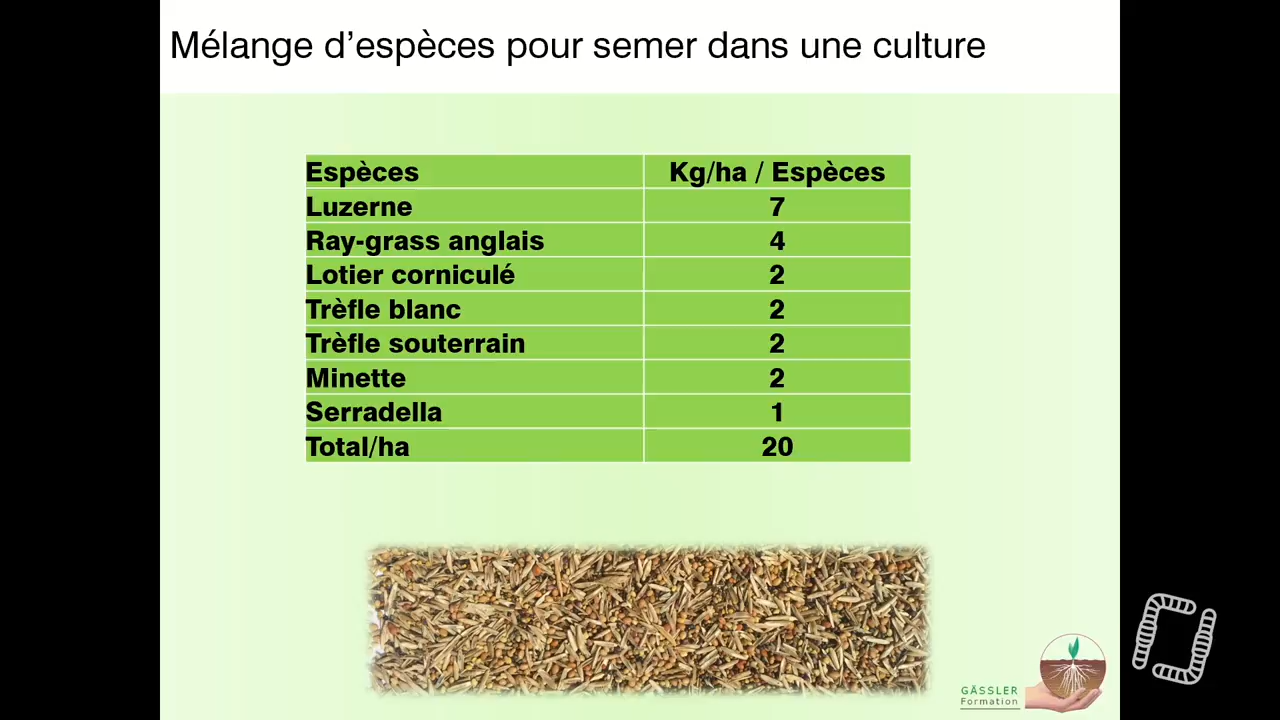 Mélange d’espèces pour semer dans une culture
Espèces Kg/ha / Espèces
Luzerne 7
Ray-grass anglais 4
Lotier corniculé 2
Trèfle blanc 2
Trèfle souterrain 2
Minette 2
Serradella 1
Total/ha 20
GÄSSLER
Formation